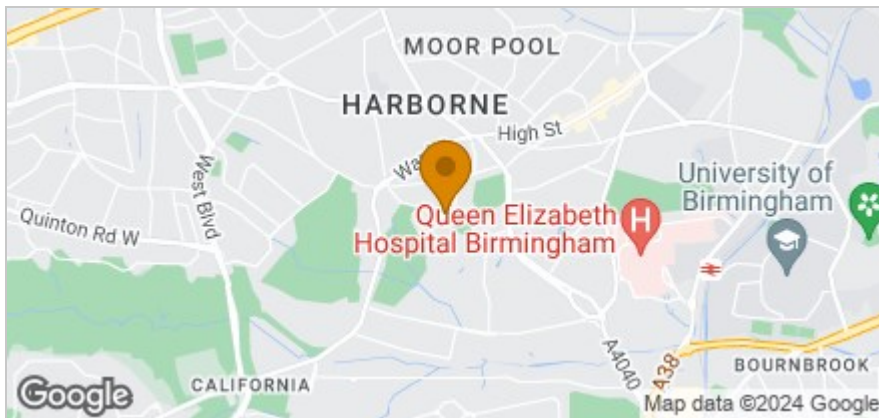 MOOR POOL
HARBORNE
High St
West Blvd
Quinton Rd W
University of
Birmingham
Queen Elizabeth
Hospital Birmingham
H
A4040
A38
BOURNBROOK
CALIFORNIA
Google
Map data ©2024 Google